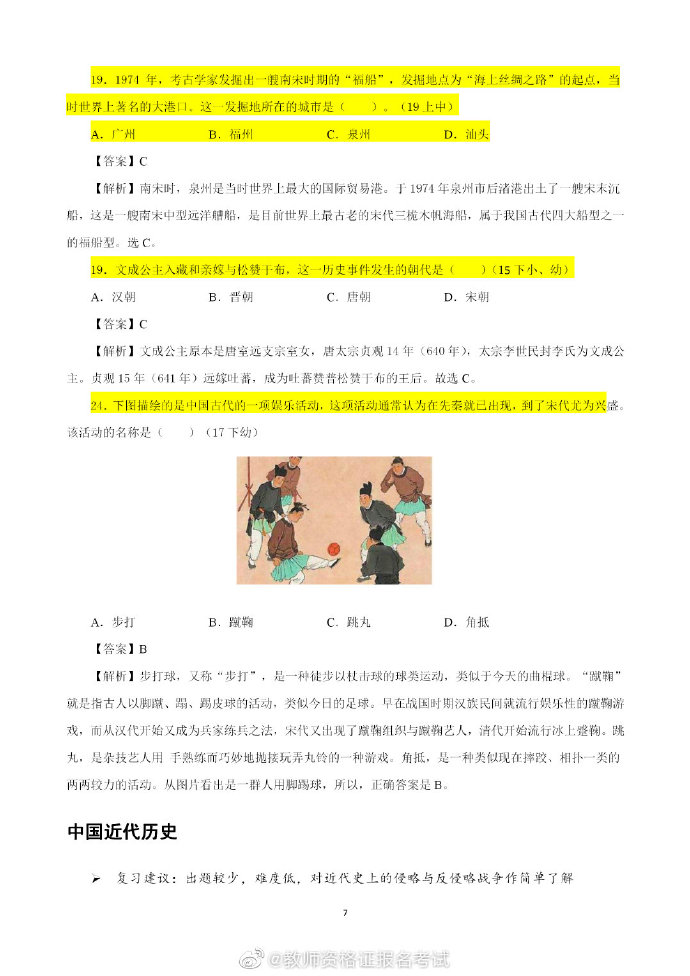 19. 1974 年，考古学家发掘出一艘南宋时期的“福船”，发掘地点为“海上丝绸之路”的起点，当
时世界上著名的大港口。这一发掘地所在的城市是（　　）。（19 上中）
A. 广州 B. 福州 C. 泉州 D. 汕头
【答案】C
【解析】南宋时，泉州是当时世界上最大的国际贸易港。于 1974 年泉州市后渚港出土了一艘宋末沉
船，这是一艘南宋中型远洋艚船，是目前世界上最古老的宋代三桅木帆海船，属于我国古代四大船型之一
的福船型。选 C。
19. 文成公主入藏和亲嫁与松赞干布，这一历史事件发生的朝代是（　　）（15 下小、幼）
A. 汉朝 B. 晋朝 C. 唐朝 D. 宋朝
【答案】C
【解析】文成公主原本是唐室远支宗室女，唐太宗贞观 14 年（640 年），太宗李世民封李氏为文成公
主。贞观 15 年（641 年）远嫁吐蕃，成为吐蕃赞普松赞干布的王后。故选 C。
24. 下图描绘的是中国古代的一项娱乐活动，这项活动通常认为在先秦就已出现，到了宋代尤为兴盛。
该活动的名称是（　　）（17 下幼）
A. 步打 B. 蹴鞠 C. 跳丸 D. 角抵
【答案】B
【解析】步打球，又称“步打”，是一种徒步以杖击球的球类运动，类似于今天的曲棍球。“蹴鞠”
就是指古人以脚蹴、蹋、踢皮球的活动，类似今日的足球。早在战国时期汉族民间就流行娱乐性的蹴鞠游
戏，而从汉代开始又成为兵家练兵之法，宋代又出现了蹴鞠组织与蹴鞠艺人，清代开始流行冰上蹙鞠。跳
丸，是杂技艺人用 手熟练而巧妙地抛接玩弄丸铃的一种游戏。角抵，是一种类似现在摔跤、相扑一类的
两两较力的活动。从图片看出是一群人用脚踢球，所以，正确答案是 B。
中国近代历史
➢ 复习建议：出题较少，难度低，对近代史上的侵略与反侵略战争作简单了解
7
@教师资格证报名考试